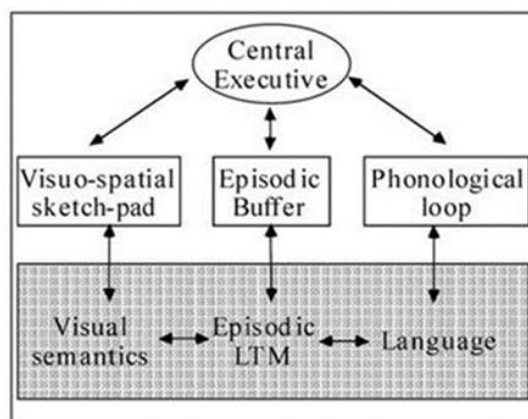 Central
Executive
Visuo-spatial
sketch-pad
Episodic
Buffer
Phonological
loop
Visual
semantics
Episodic
LTM
Language